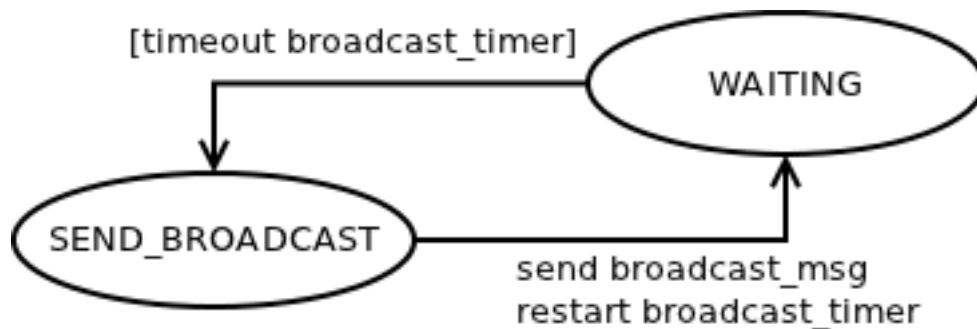 [timeout broadcast_timer]
WAITING
SEND_BROADCAST
send broadcast_msg
restart broadcast_timer